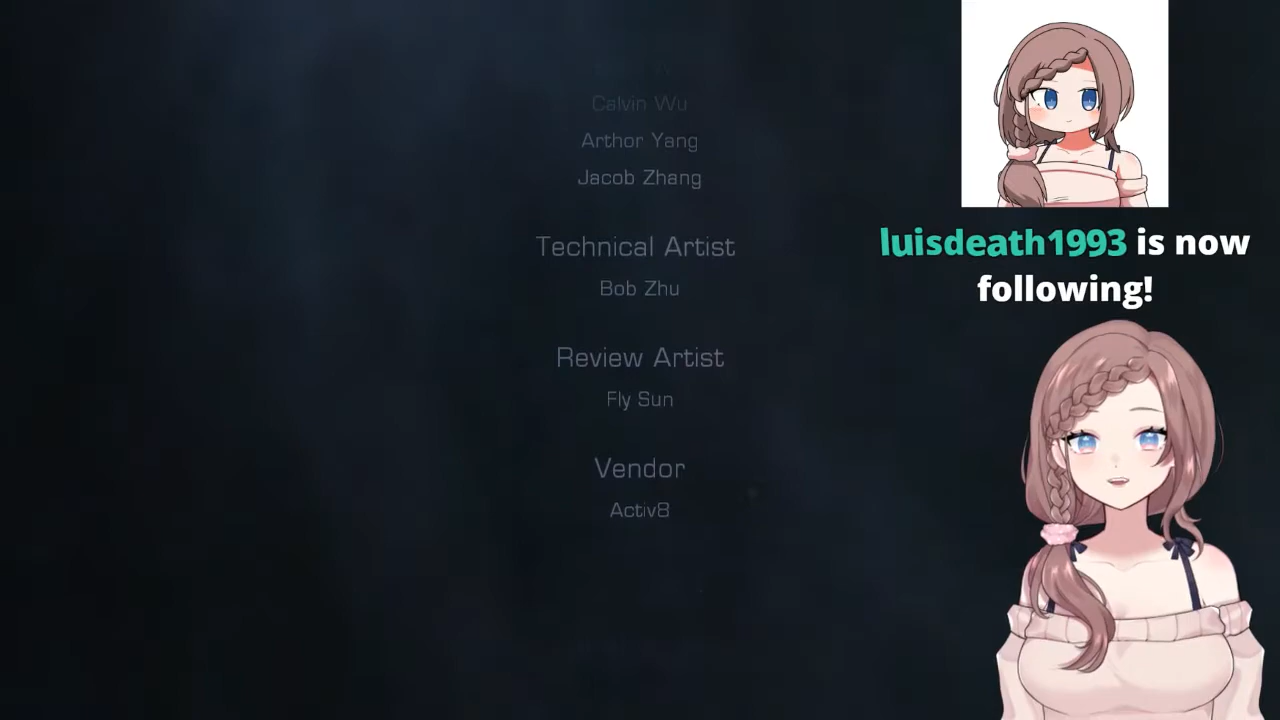 Calvin Wu
Arthor Yang
Jacob Zhang
Technical Artist
Bob Zhu
Review Artist
Fly Sun
Vendor
Activ8
luisdeath1993 is now
following!